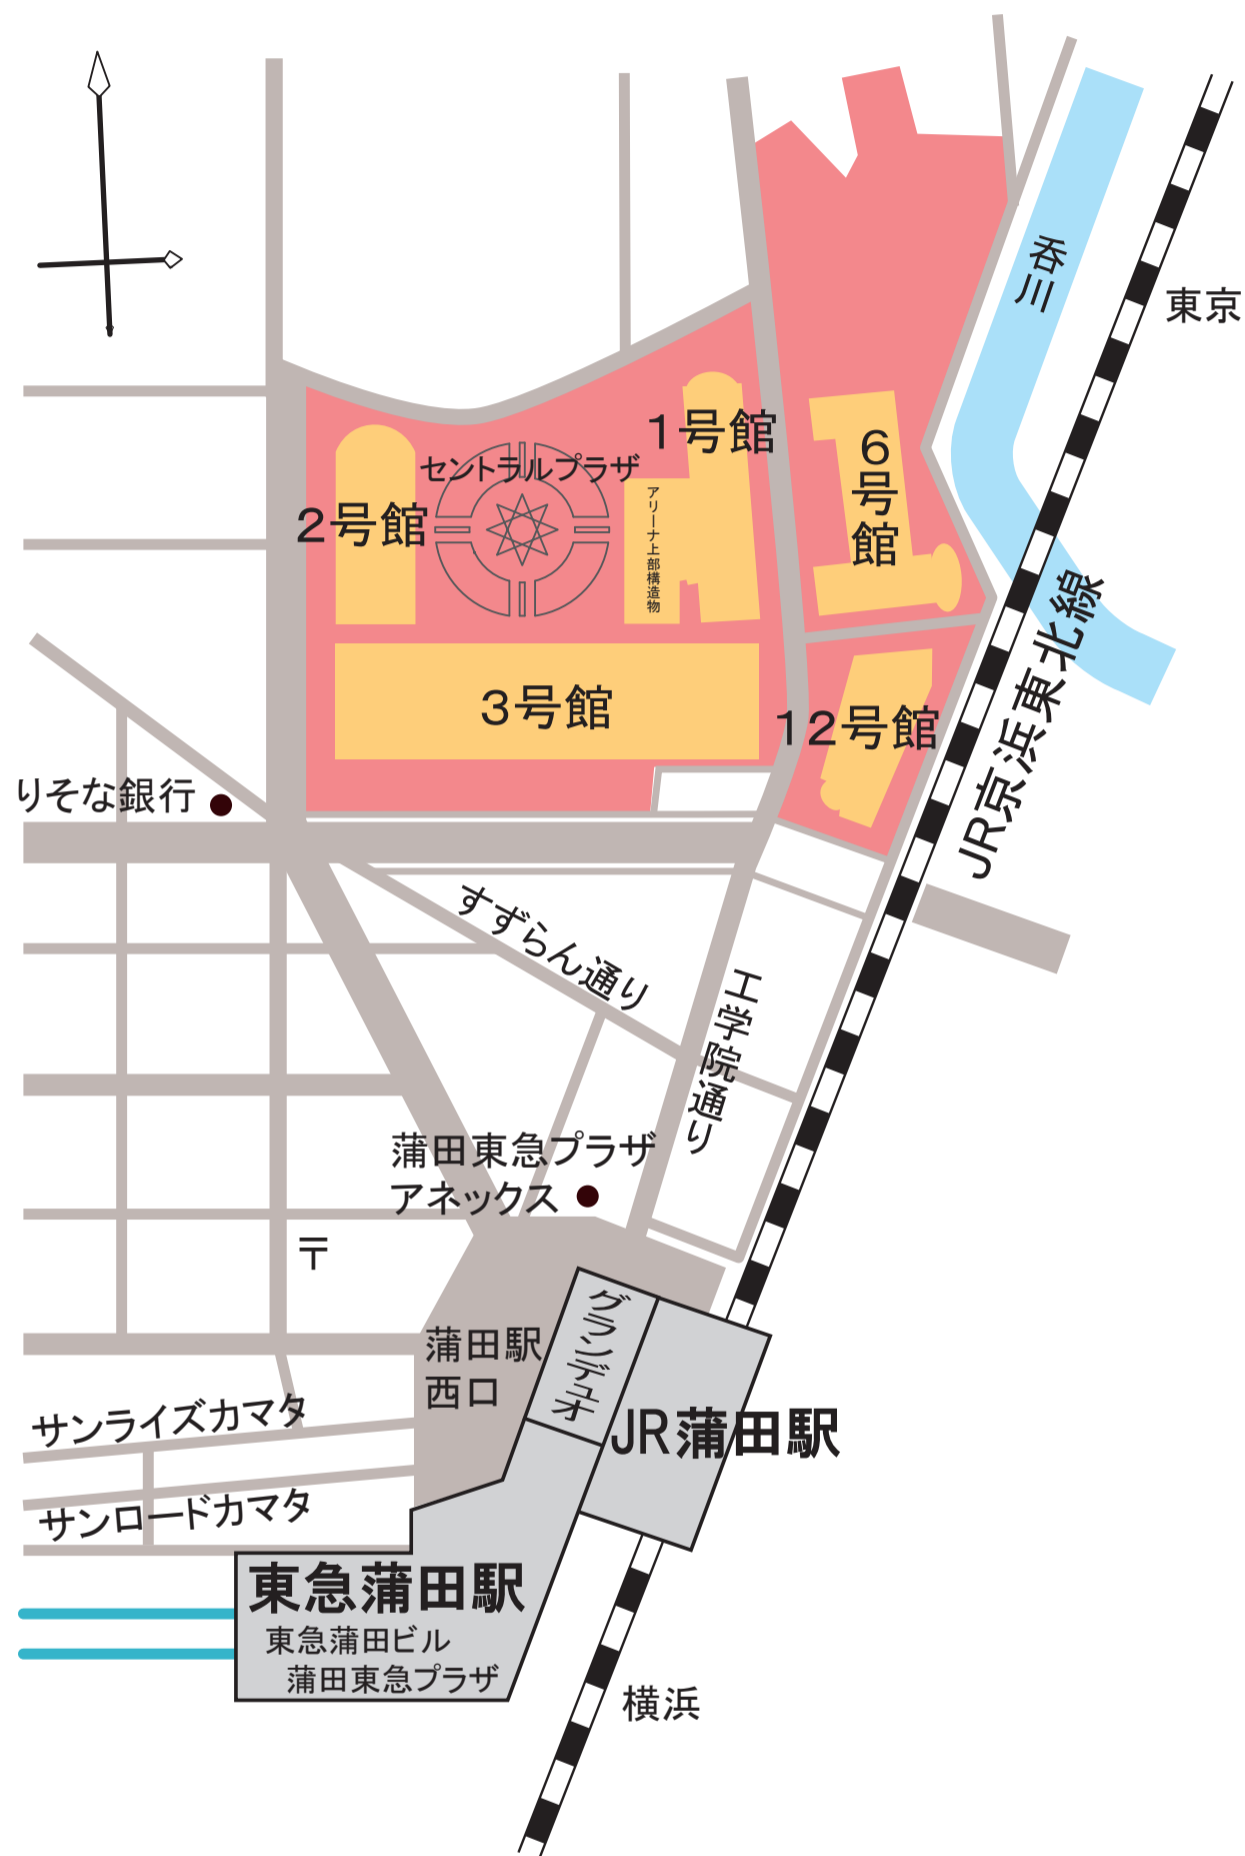 呑川
東京
1号館
6号館
セントラルプラザ
2号館
アリーナ上部構造物
JR京浜東北線
3号館
12号館
りそな銀行
すずらん通り
工学院通り
蒲田東急プラザ
アネックス
〒
グランデュオ
蒲田駅
西口
サンライズカマタ
JR蒲田駅
サンロードカマタ
東急蒲田駅
東急蒲田ビル
蒲田東急プラザ
横浜